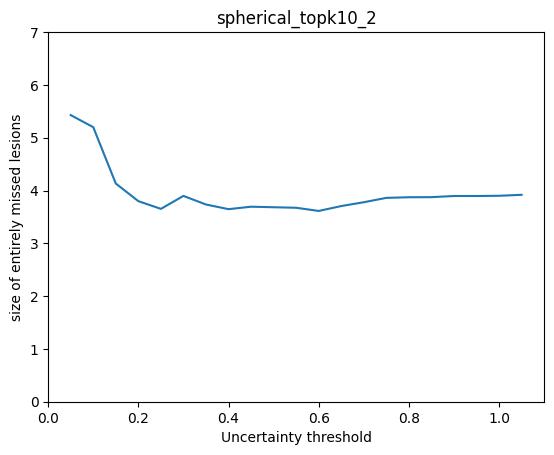 spherical_topk10_2
size of entirely missed lesions
7
6
5
4
3
2
1
0
0.0 0.2 0.4 0.6 0.8 1.0
Uncertainty threshold